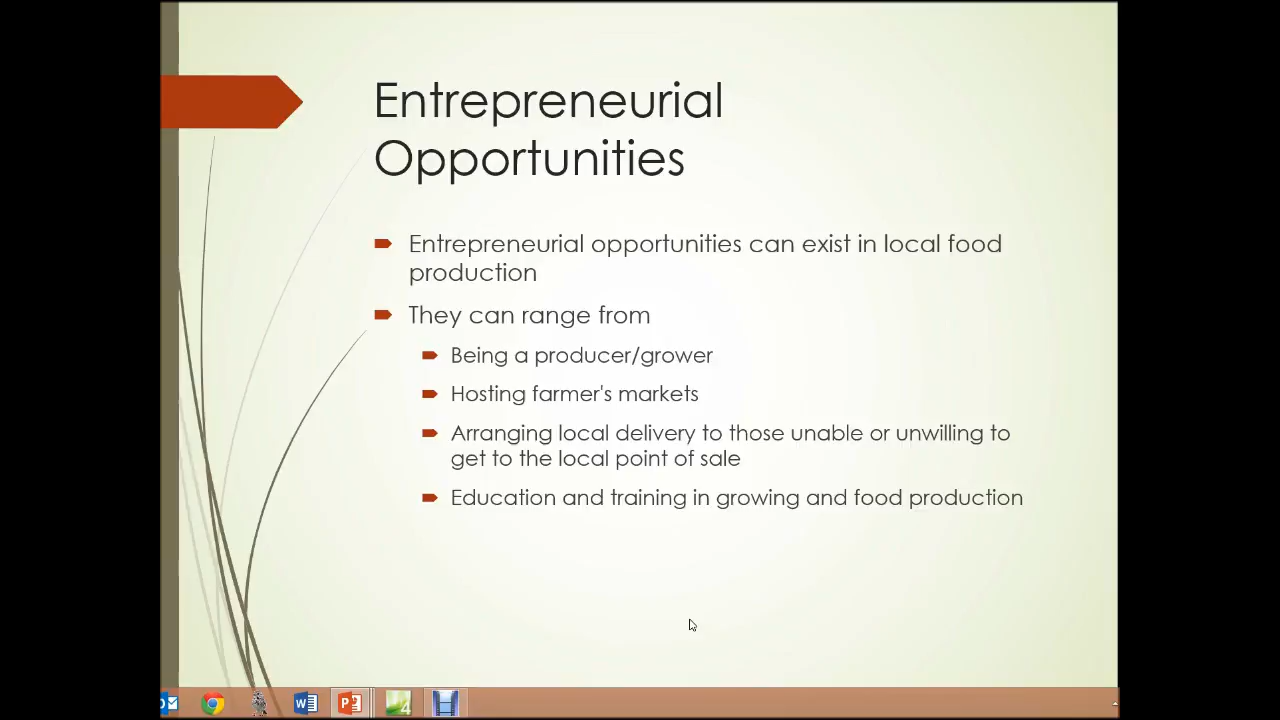 Entrepreneurial
Opportunities
Entrepreneurial opportunities can exist in local food
production
They can range from
Being a producer/grower
Hosting farmer's markets
Arranging local delivery to those unable or unwilling to
get to the local point of sale
Education and training in growing and food production